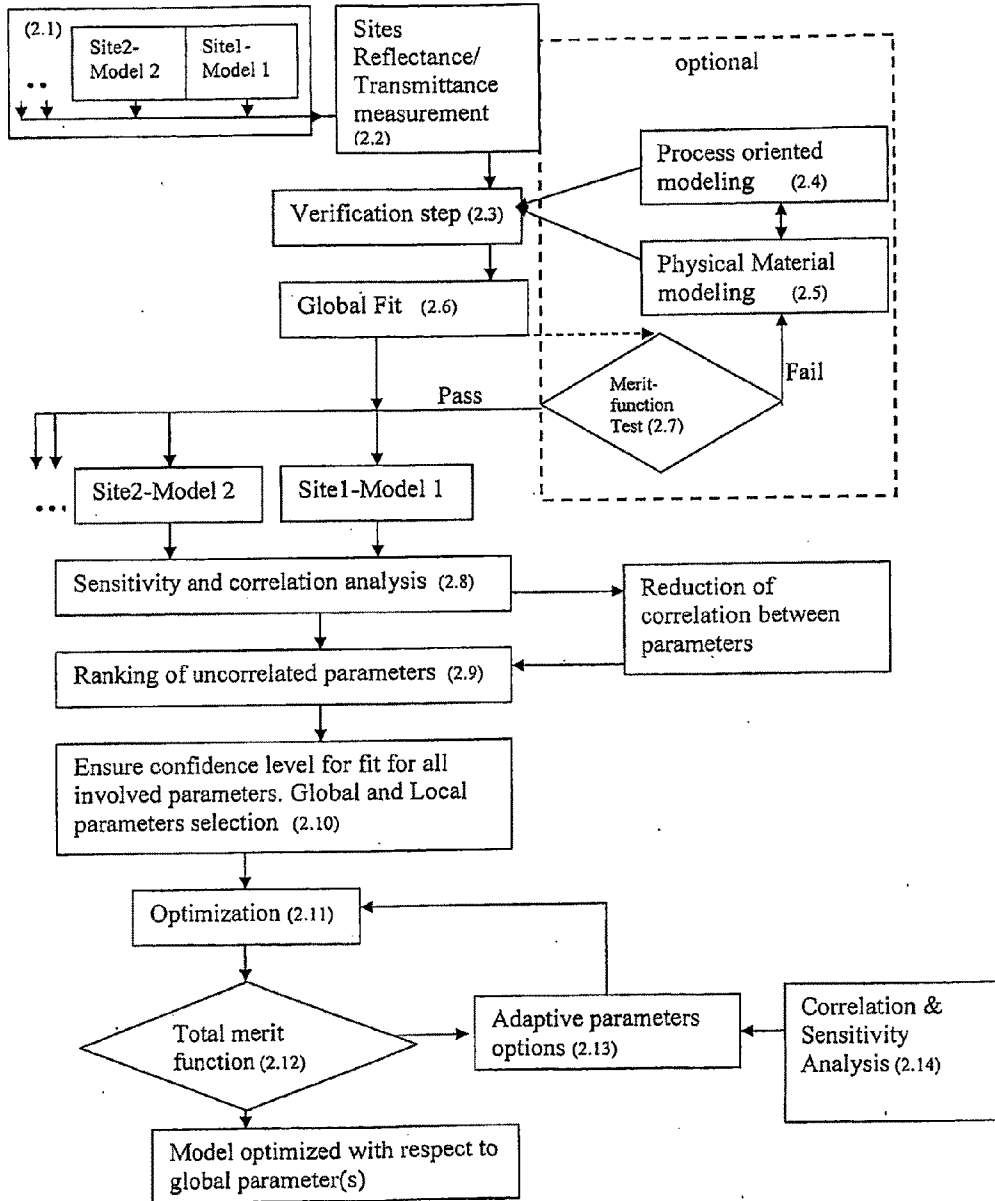 (2.1)
Site2-
Model 2
Site1-
Model 1
Sites
Reflectance/
Transmittance
measurement
(2.2)
optional
Process oriented
modeling (2.4)
Verification step (2.3)
Physical Material
modeling (2.5)
Global Fit (2.6)
Merit-
function
Test (2.7)
Fail
Pass
Site2-Model 2
Site1-Model 1
Sensitivity and correlation analysis (2.8)
Reduction of
correlation between
parameters
Ranking of uncorrelated parameters (2.9)
Ensure confidence level for fit for all
involved parameters. Global and Local
parameters selection (2.10)
Optimization (2.11)
Total merit
function (2.12)
Adaptive parameters
options (2.13)
Correlation &
Sensitivity
Analysis (2.14)
Model optimized with respect to
global parameter(s)